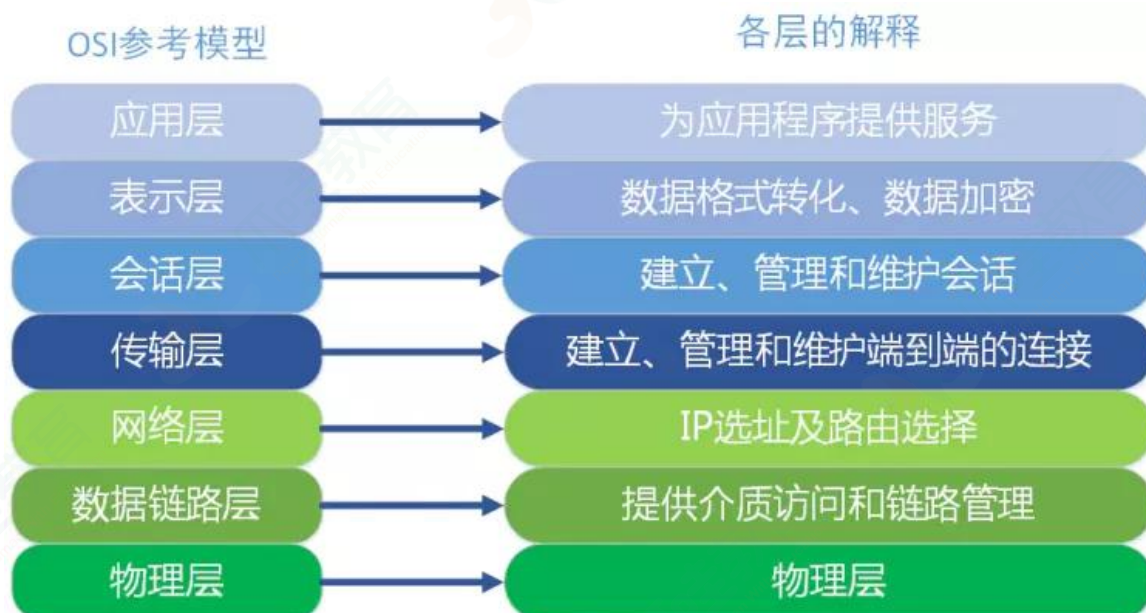 OSI参考模型
各层的解释
应用层
为应用程序提供服务
表示层
数据格式转化、数据加密
会话层
建立、管理和维护会话
传输层
建立、管理和维护端到端的连接
网络层
IP选址及路由选择
数据链路层
提供介质访问和链路管理
物理层
物理层